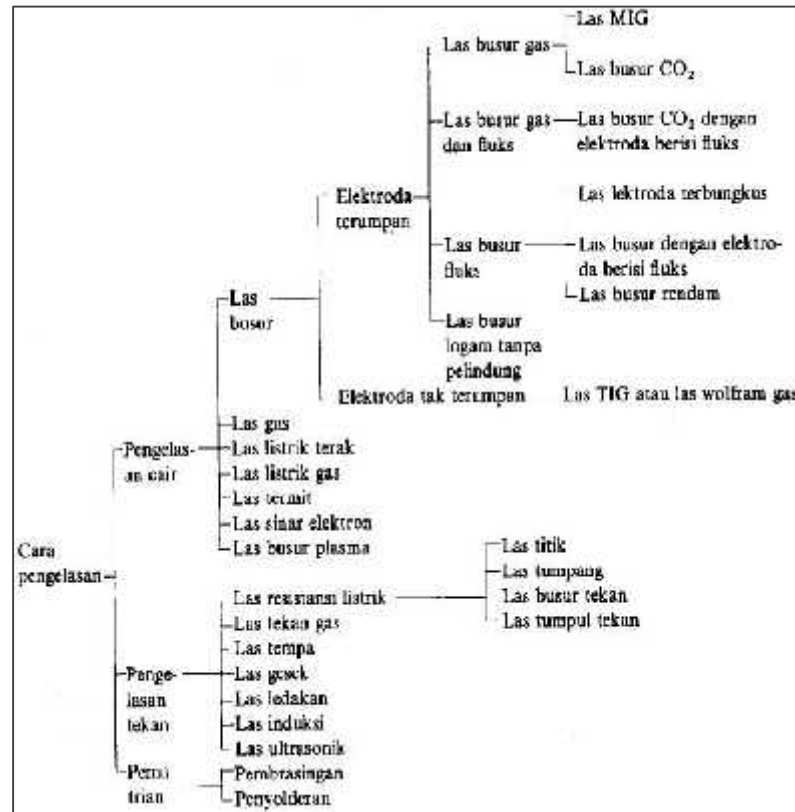 Las MIG
Las busur gas
Las busur CO₂
Las busur gas
dan fluks
Las busur CO₂ dengan
elektroda berisi fluks
Elektroda
terumpan
Las lektroda terbungkus
Las busur
fluks
Las busur dengan elektro-
da berisi fluks
Las busur rendam
Las
busur
Las busur
logam tanpa
pelindung
Elektroda tak terumpan
Las TIG atau las wolfram gas
Pengelas-
an cair
Las gas
Las listrik terak
Las listrik gas
Las termit
Las sinar elektron
Las busur plasma
Cara
pengelasan
Las resistansi listrik
Las titik
Las tumpang
Las busur tekan
Las tumpul tekan
Penge-
lasan
tekan
Las tekan gas
Las tempa
Las gesek
Las ledakan
Las induksi
Las ultrasonik
trian
Pembrasingan
Penyolderan